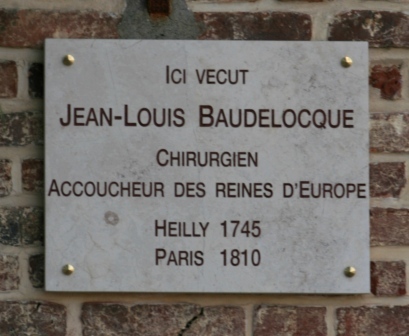 ICI VECUT
JEAN-LOUIS BAUDELOCQUE
CHIRURGIEN
ACCOUCHEUR DES REINES D'EUROPE
HEILLY 1745
PARIS 1810